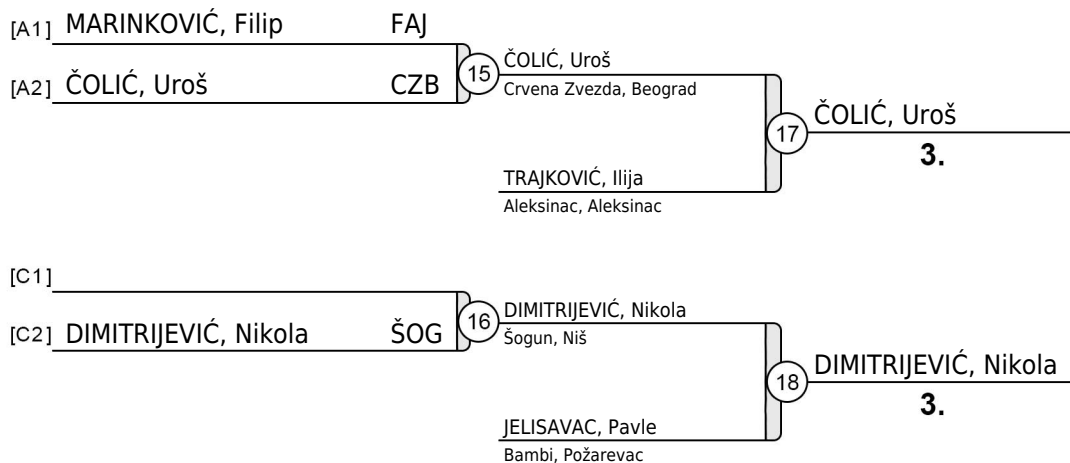 [A1] MARINKOVIĆ, Filip FAJ
[A2] ČOLIĆ, Uroš CZB
15
ČOLIĆ, Uroš
Crvena Zvezda, Beograd
TRAJKOVIĆ, Ilija
Aleksinac, Aleksinac
17
ČOLIĆ, Uroš
3.
[C1]
[C2] DIMITRIJEVIĆ, Nikola ŠOG
16
DIMITRIJEVIĆ, Nikola
Šogun, Niš
JELISAVAC, Pavle
Bambi, Požarevac
18
DIMITRIJEVIĆ, Nikola
3.